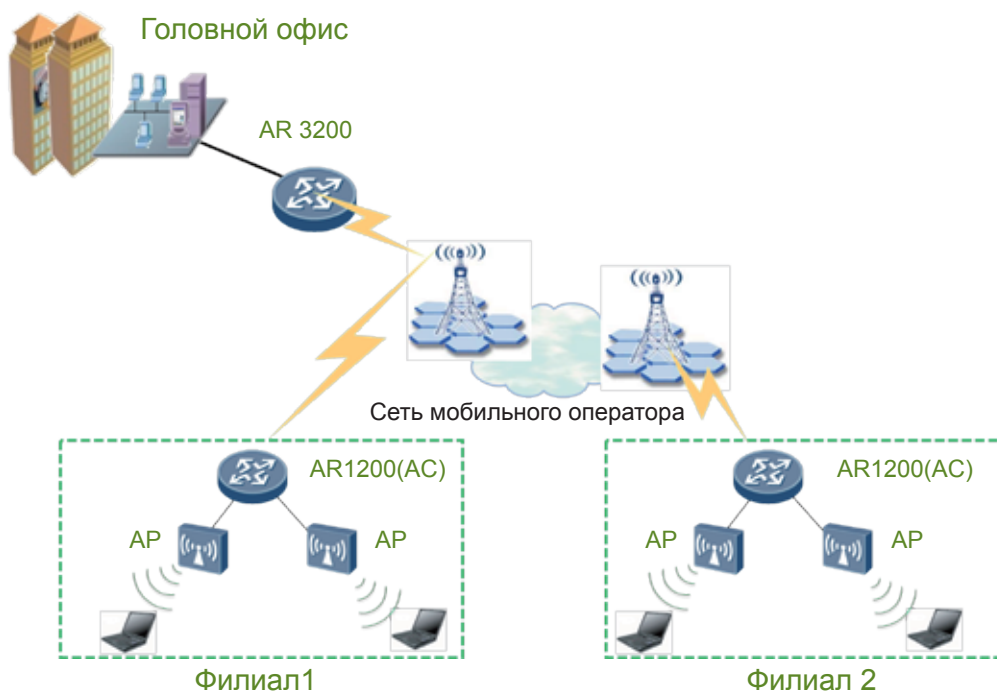 Головной офис
AR 3200
Сеть мобильного оператора
AR1200(AC)
AP
AP
AR1200(AC)
AP
AP
Филиал1
Филиал 2